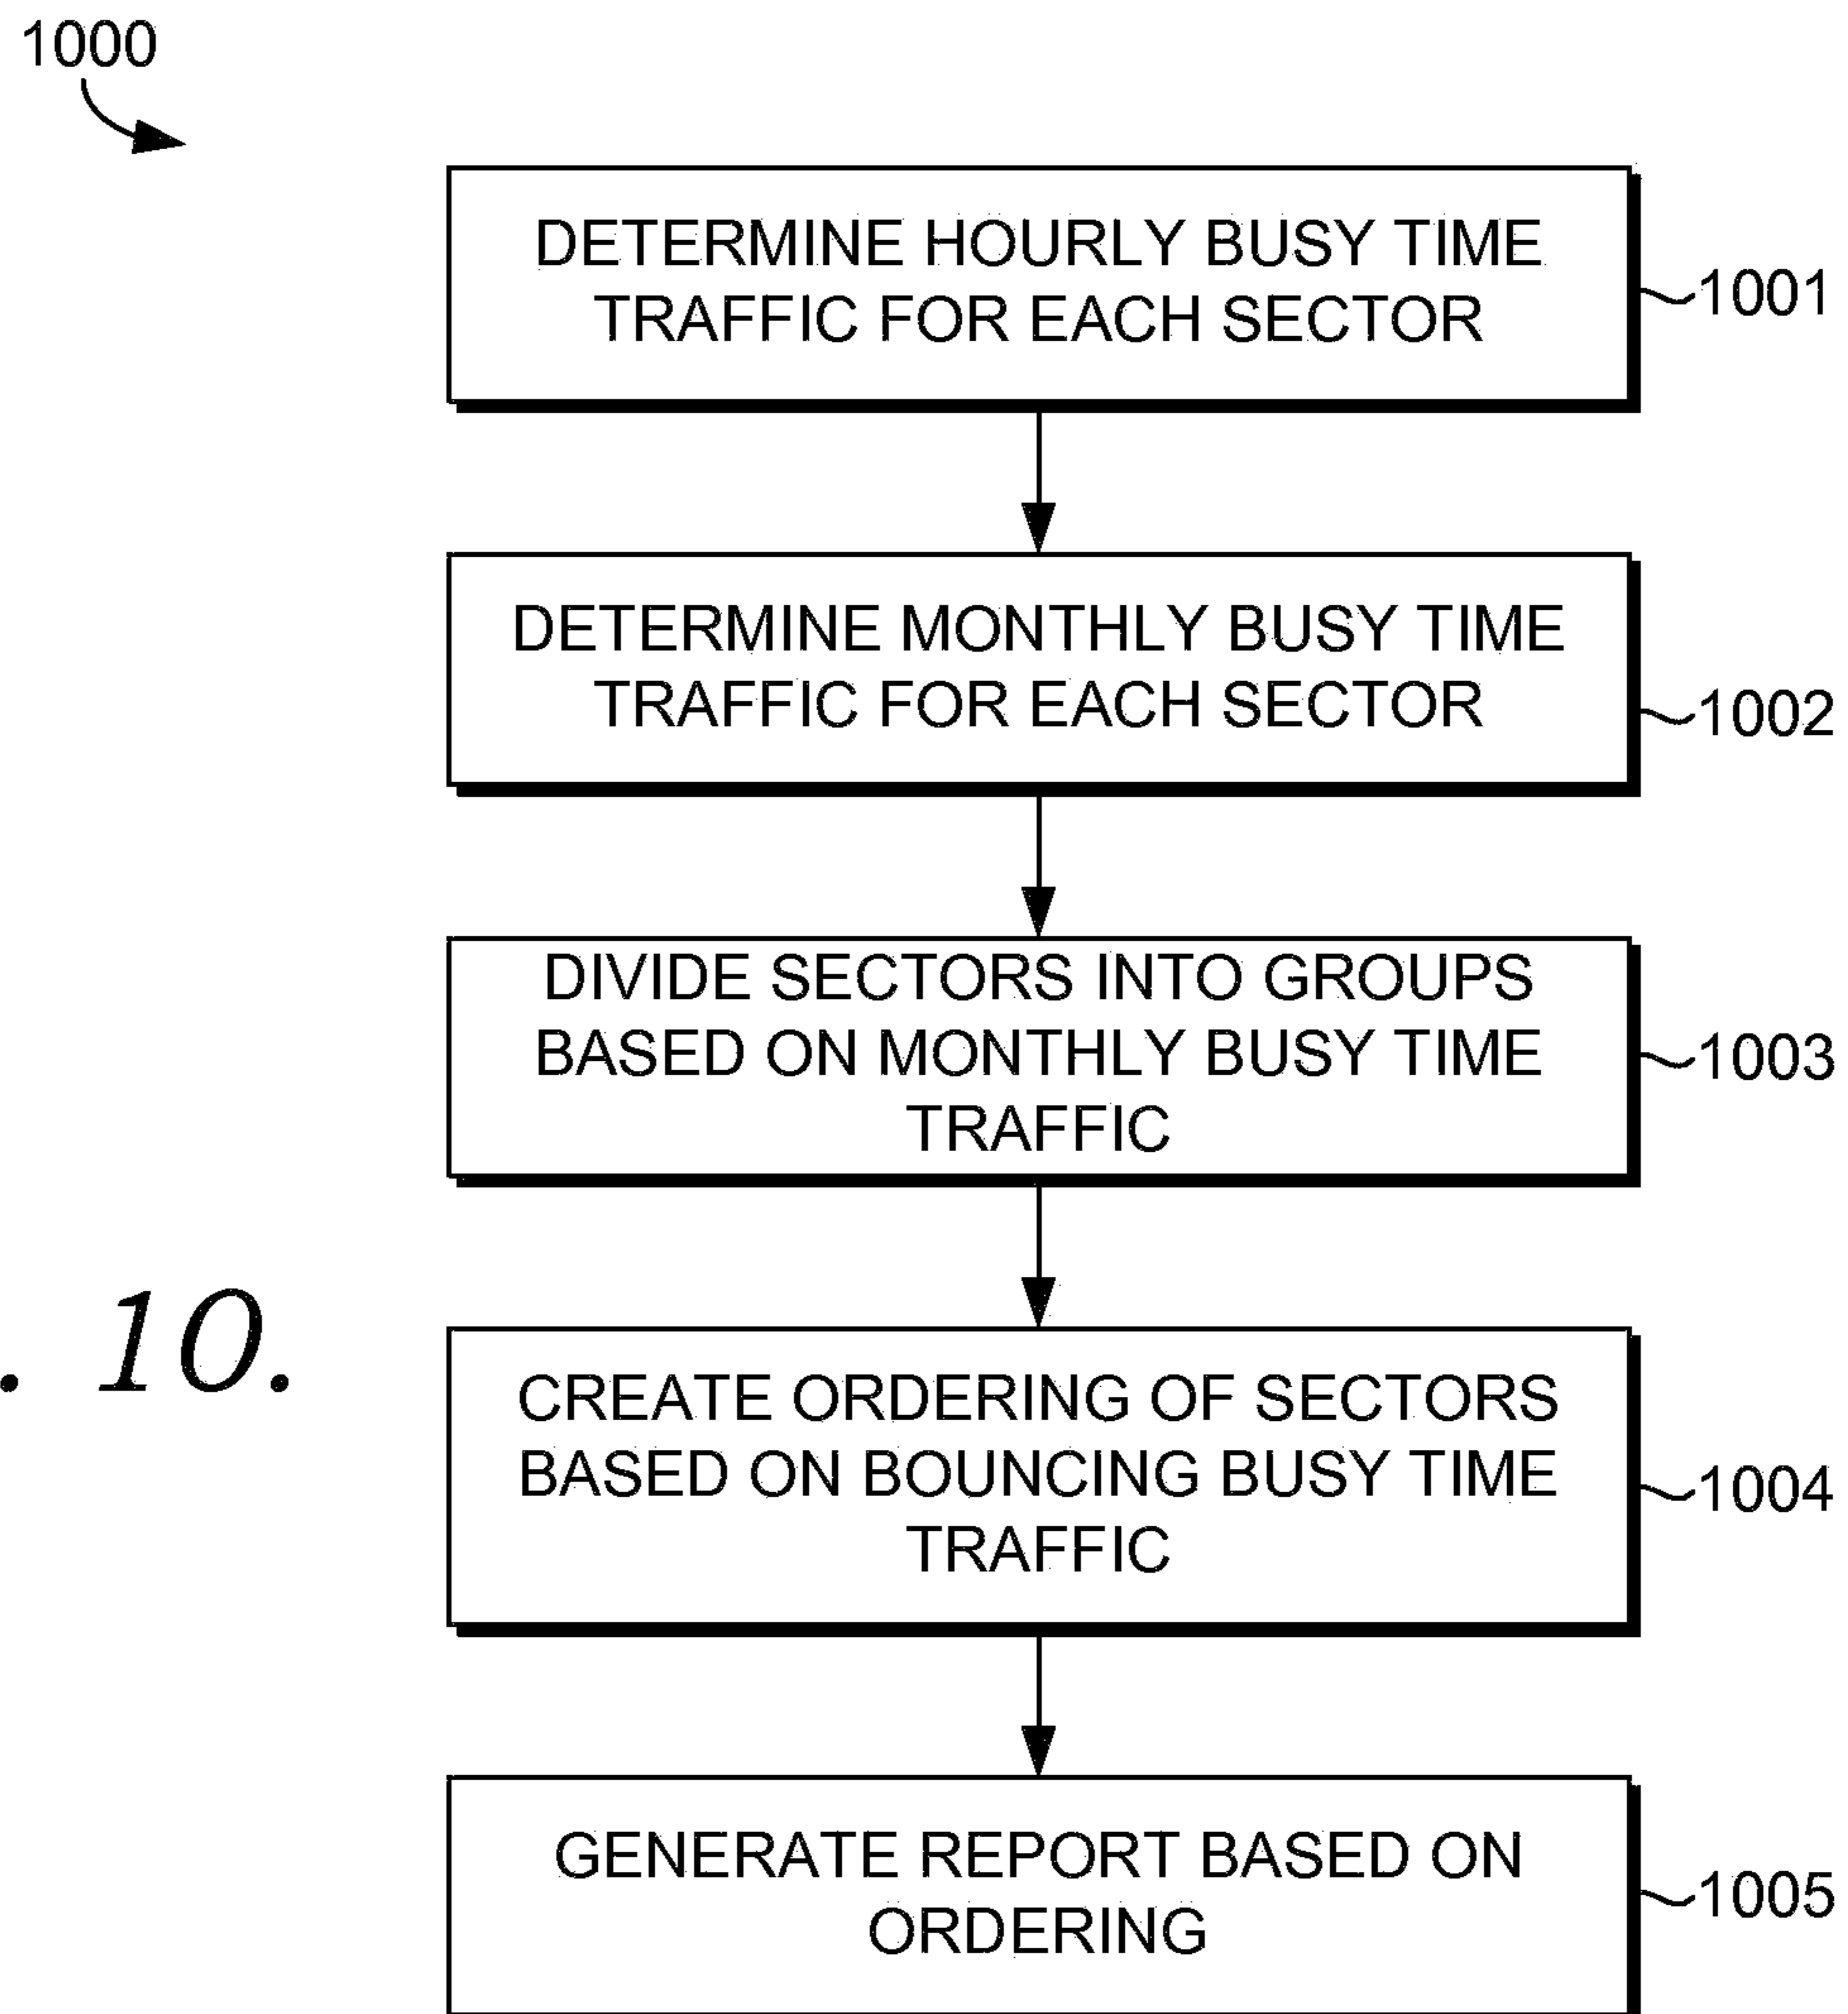 1000
DETERMINE HOURLY BUSY TIME
TRAFFIC FOR EACH SECTOR
1001
DETERMINE MONTHLY BUSY TIME
TRAFFIC FOR EACH SECTOR
1002
DIVIDE SECTORS INTO GROUPS
BASED ON MONTHLY BUSY TIME
TRAFFIC
1003
. 10.
CREATE ORDERING OF SECTORS
BASED ON BOUNCING BUSY TIME
TRAFFIC
1004
GENERATE REPORT BASED ON
ORDERING
1005